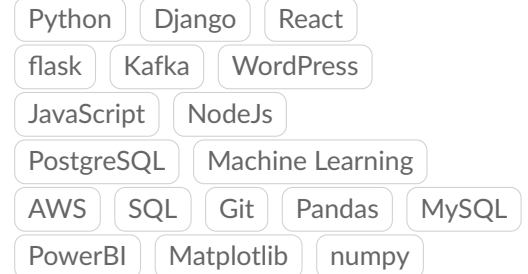 Python Django React
flask Kafka WordPress
JavaScript NodeJs
PostgreSQL Machine Learning
AWS SQL Git Pandas MySQL
PowerBI Matplotlib numpy